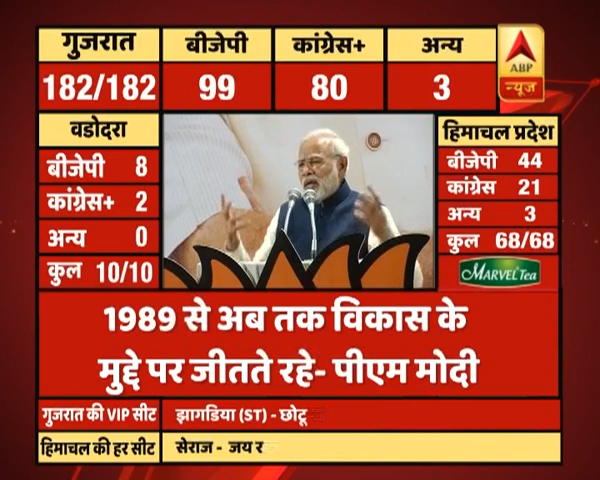 गुजरात बीजेपी कांग्रेस+ अन्य
182/182 99 80 3
ABP
न्यूज़
वडोदरा
बीजेपी 8
कांग्रेस+ 2
अन्य 0
कुल 10/10
हिमाचल प्रदेश
बीजेपी 44
कांग्रेस 21
अन्य 3
कुल 68/68
MARVEL Tea
1989 से अब तक विकास के
मुद्दे पर जीतते रहे- पीएम मोदी
गुजरात की VIP सीट झागडिया (ST) - छोटू
हिमाचल की हर सीट सेराज - जय र